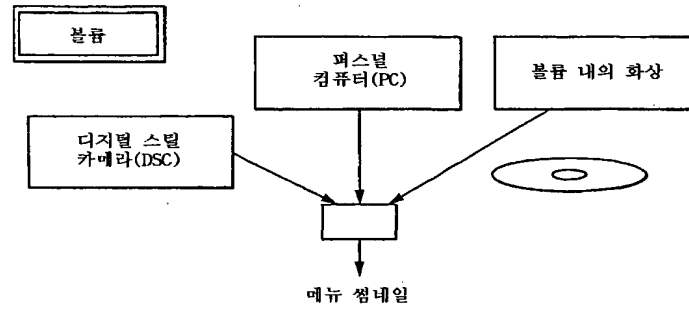 볼륨
퍼스널
컴퓨터(PC)
볼륨 내의 화상
디지털 스틸
카메라(DSC)
메뉴 썸네일